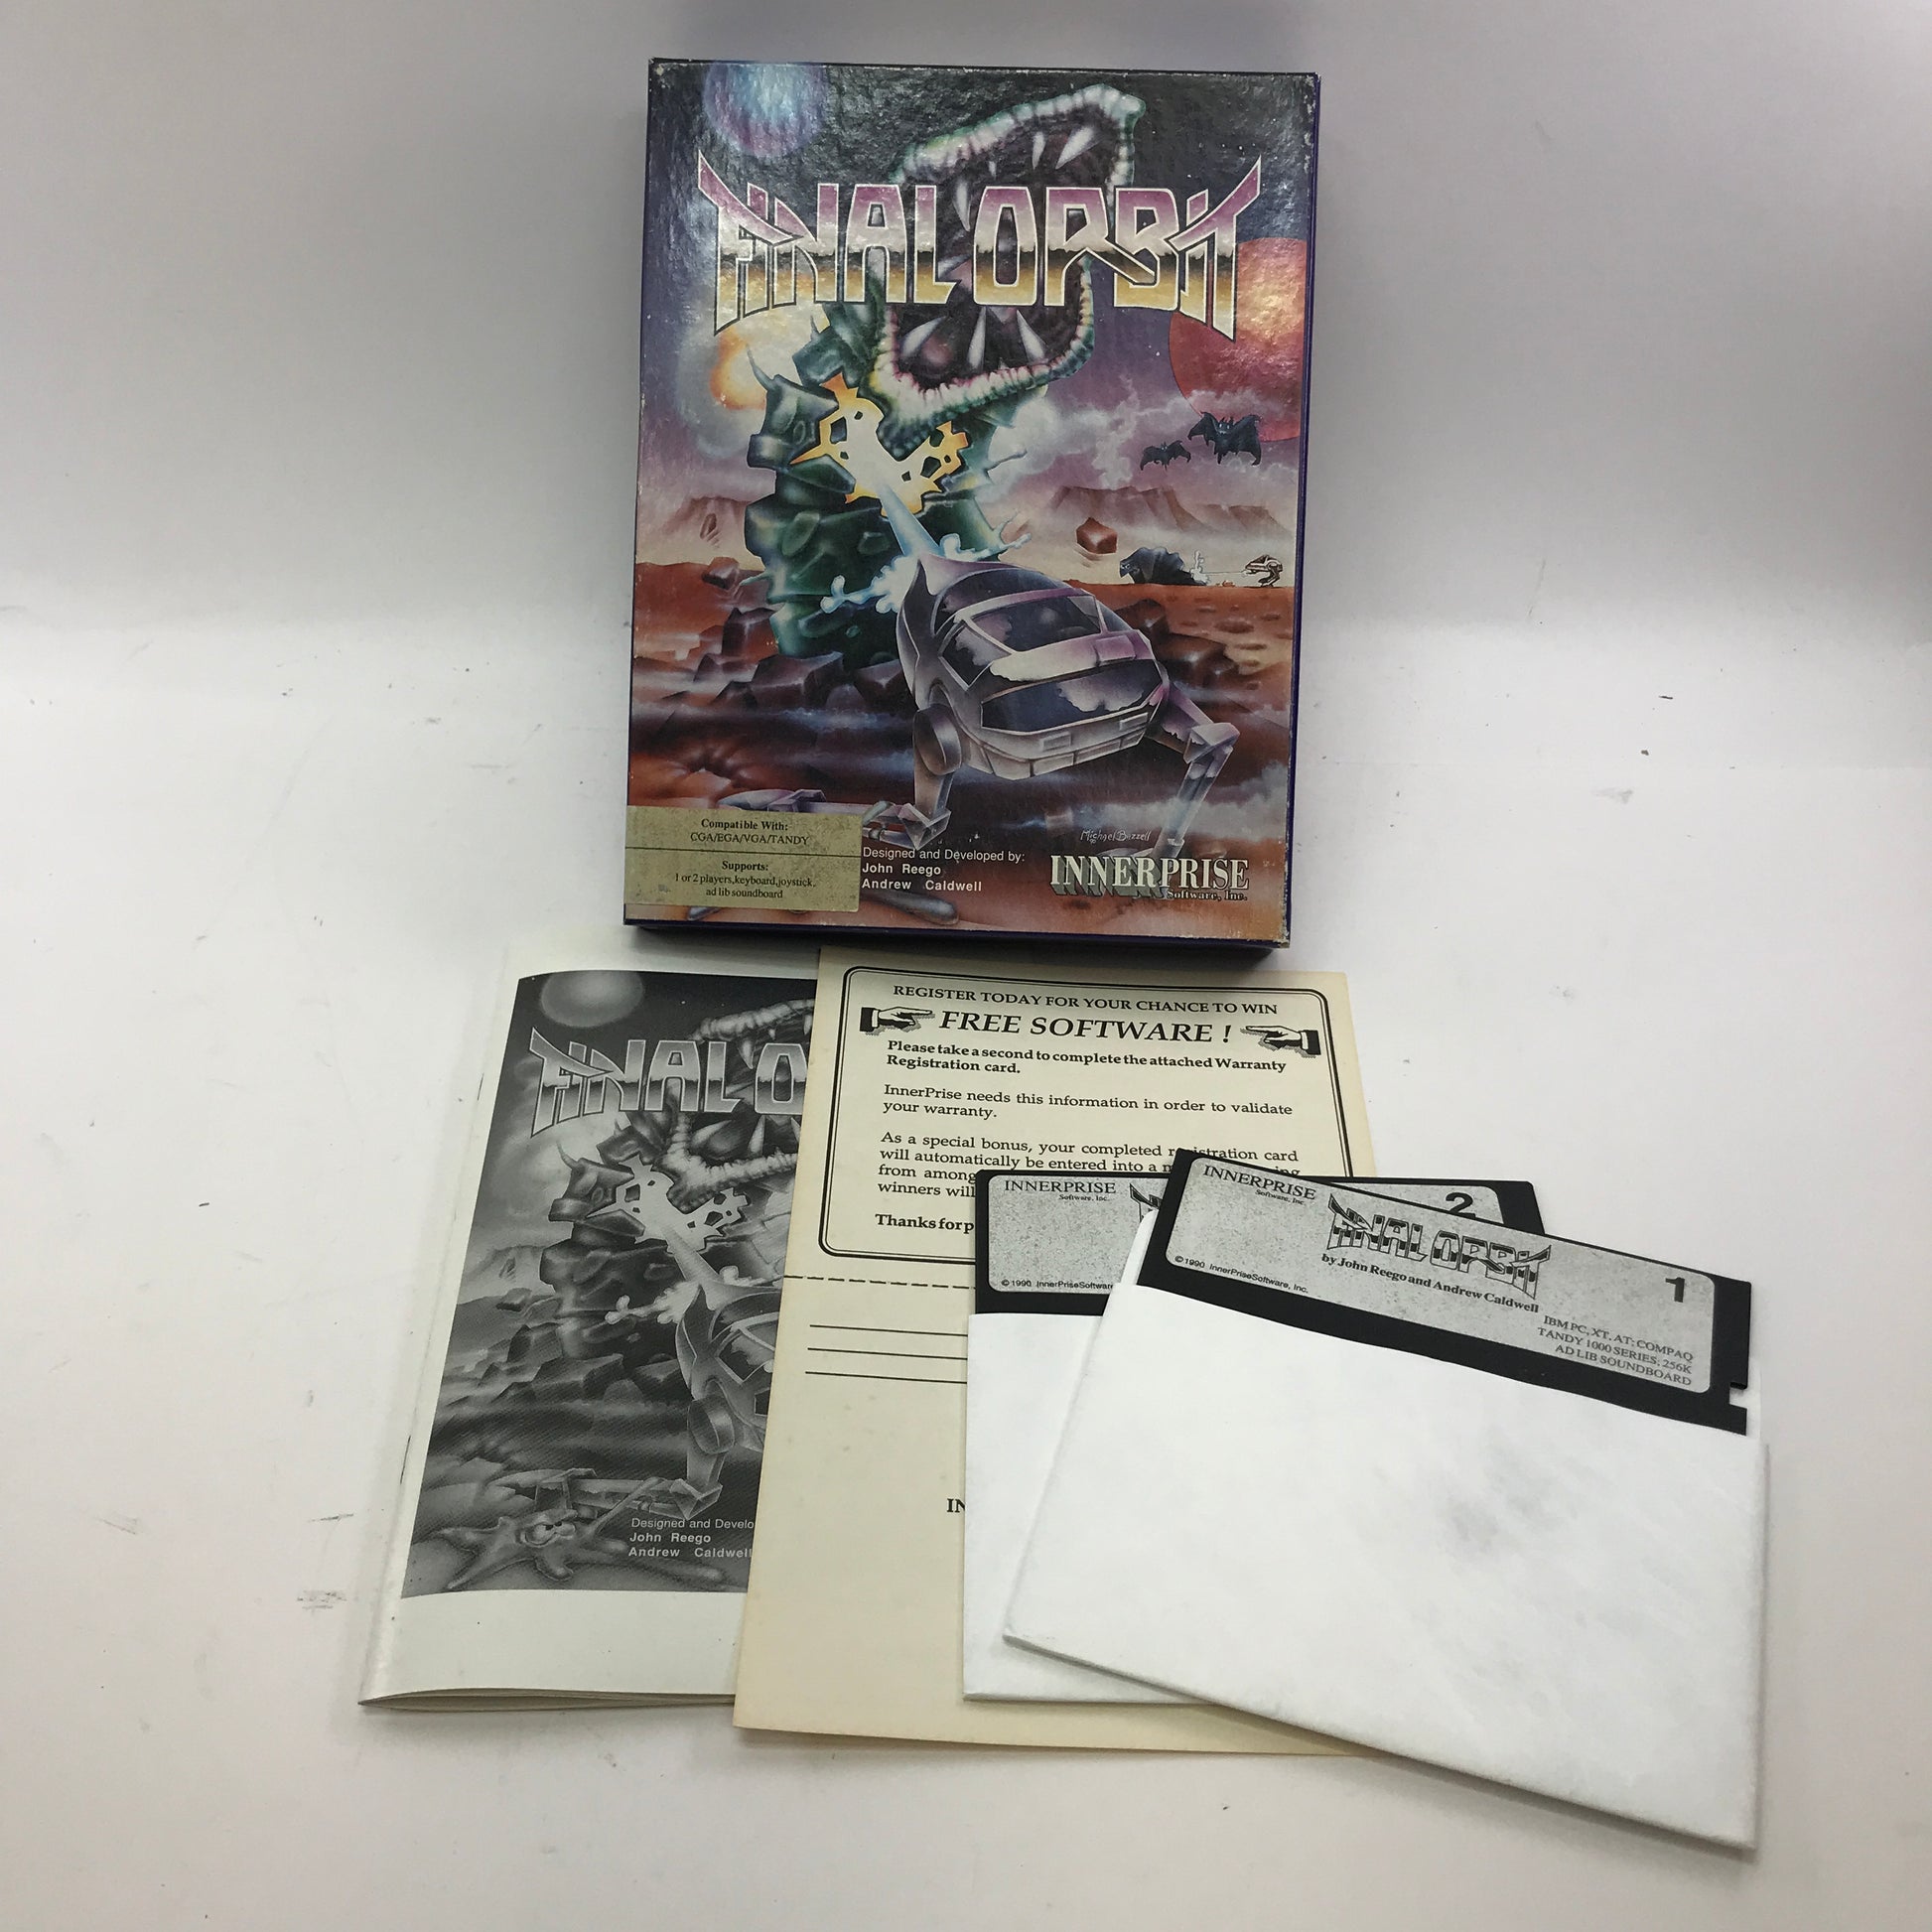 FINAL ORBIT
Michael Bazzell
Compatible With:
CGA/EGA/VGA/TANDY
Supports:
1 or 2 players,keyboard,joystick,
ad lib soundboard
Designed and Developed by:
John Reego
Andrew Caldwell
INNERPRISE
Software, Inc.
FINAL O
Designed and Develo
John Reego
Andrew Caldwell
REGISTER TODAY FOR YOUR CHANCE TO WIN
FREE SOFTWARE !
Please take a second to complete the attached Warranty
Registration card.
InnerPrise needs this information in order to validate
your warranty.
As a special bonus, your completed registration card
will automatically be entered into a m
from among
winners will
Thanks for p
IN
INNERPRISE
Software, Inc.
2
©1990 InnerPriseSoftware
INNERPRISE
Software, Inc
FINAL ORBIT
by John Reego and Andrew Caldwell
1
©1990 InnerPriseSoftware, Inc.
IBM PC, XT, AT; COMPAQ
TANDY 1000 SERIES; 256K
AD LIB SOUNDBOARD